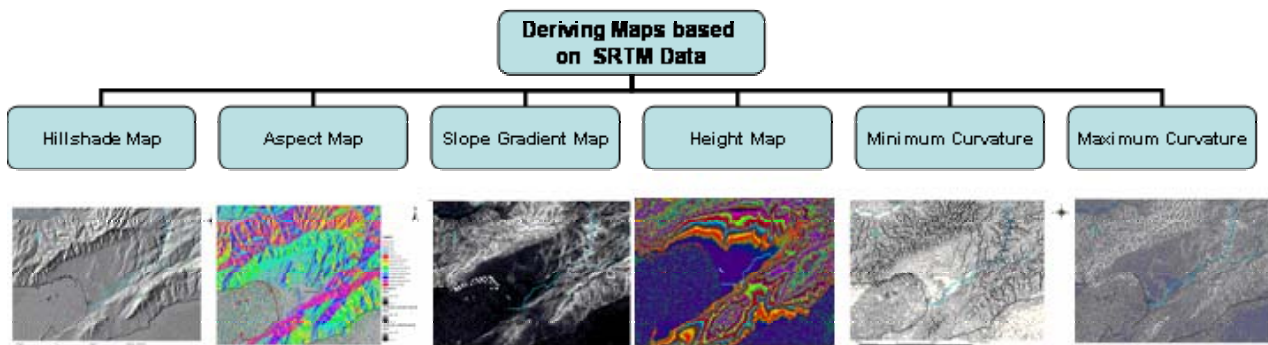 Deriving Maps based
on SRTM Data
Hillshade Map
Aspect Map
Slope Gradient Map
Height Map
Minimum Curvature
Maximum Curvature